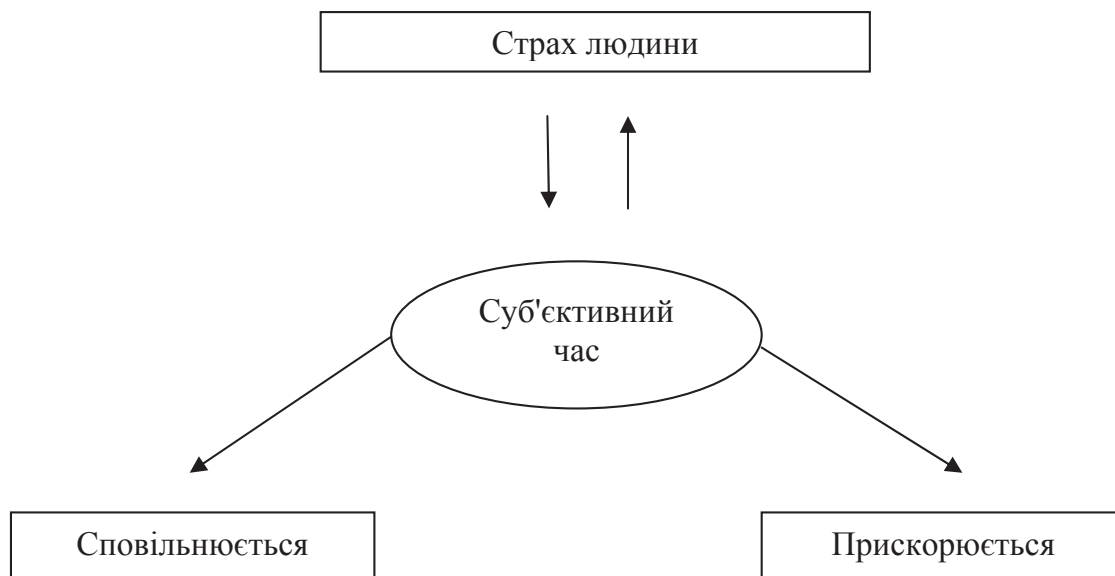 Страх людини
Суб'єктивний
час
Сповільнюється
Прискорюється